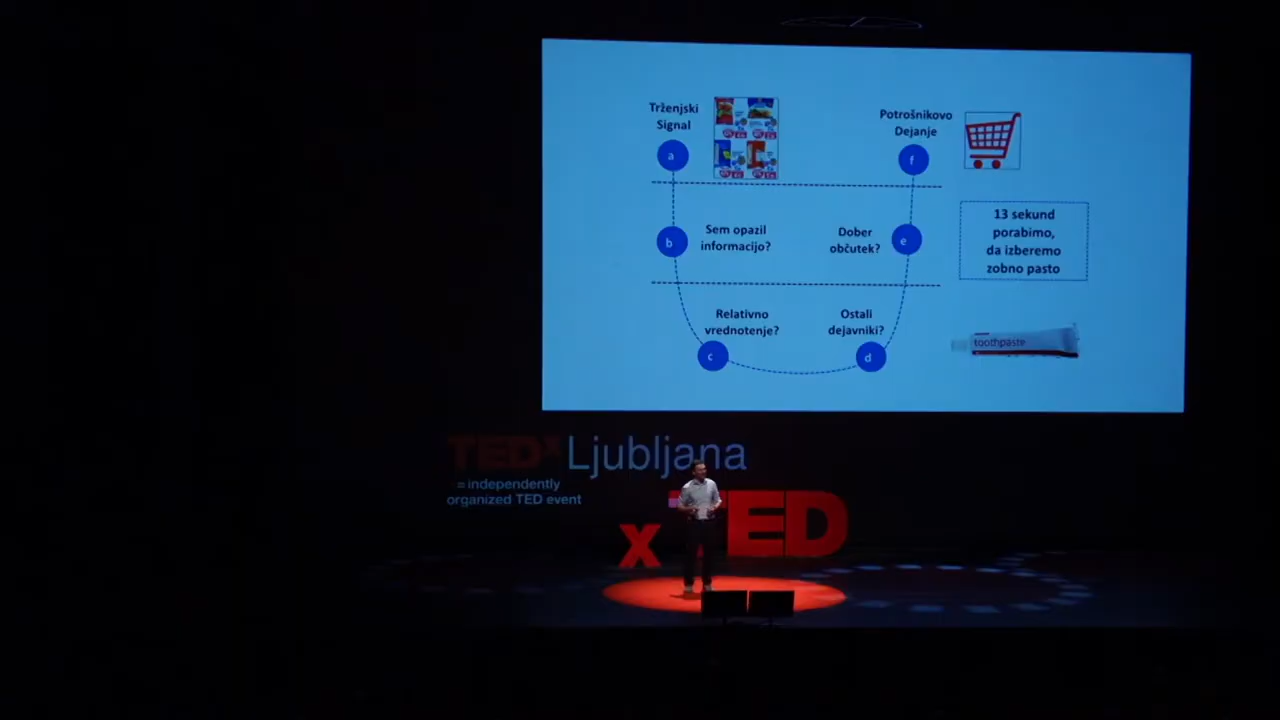 Trženjski
Signal
a
Potrošnikovo
Dejanje
f
b
Sem opazil
informacijo?
Dober
občutek?
e
13 sekund
porabimo,
da izberemo
zobno pasto
Relativno
vrednotenje?
c
Ostali
dejavniki?
d
toothpaste
TEDxLjubljana
= independently
organized TED event
x TED